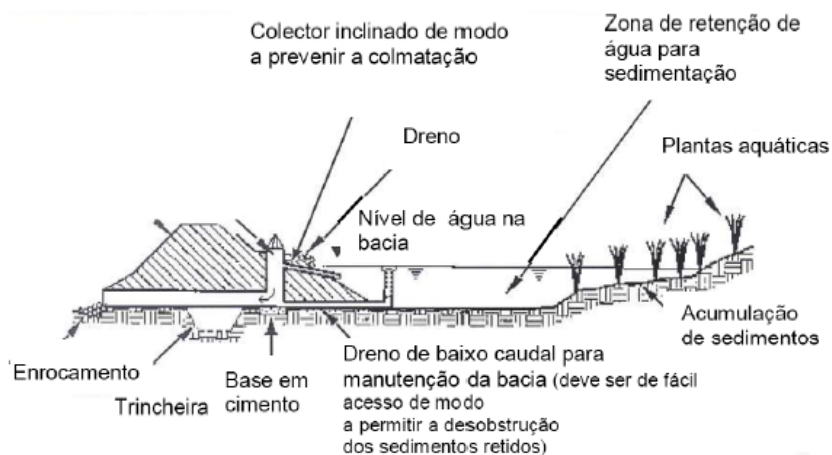 Colector inclinado de modo
a prevenir a colmatação
Zona de retenção de
água para
sedimentação
Dreno
Plantas aquáticas
Nível de água na
bacia
Acumulação
de sedimentos
Enrocamento
Trincheira
Base em
cimento
Dreno de baixo caudal para
manutenção da bacia (deve ser de fácil
acesso de modo
a permitir a desobstrução
dos sedimentos retidos)